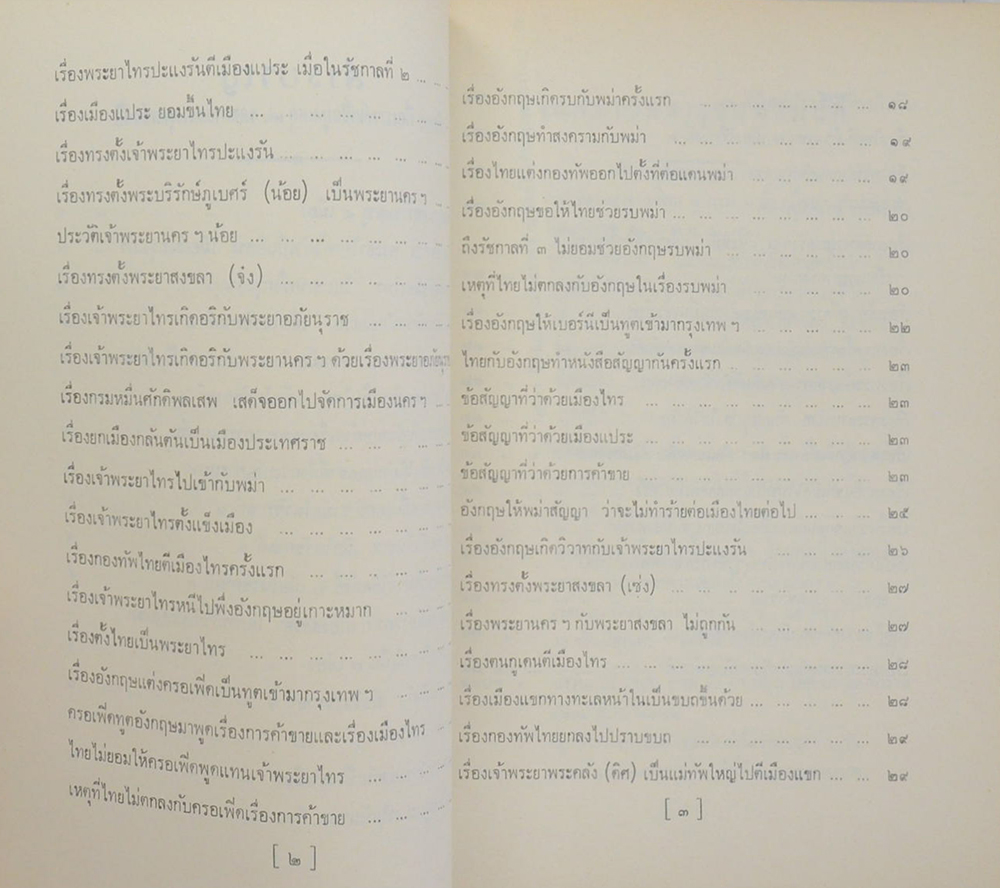 เรื่องพระยาไทรปะแงรันตีเมืองแประ เมื่อในรัชกาลที่ ๒ ...
เรื่องเมืองแประ ยอมขึ้นไทย ... ... ... ... ... ...
เรื่องทรงตั้งเจ้าพระยาไทรปะแงรัน ... ... ... ... ... ...
เรื่องทรงตั้งพระบริรักษ์ภูเบศร์ (น้อย) เป็นพระยานคร ฯ ...
ประวัติเจ้าพระยานคร ฯ น้อย ... ... ... ... ... ... ...
เรื่องทรงตั้งพระยาสงขลา (จ๋ง) ... ... ... ... ... ...
เรื่องเจ้าพระยาไทรเกิดอริกับพระยาอภัยนุราช ... ... ...
เรื่องเจ้าพระยาไทรเกิดอริกับพระยานคร ฯ ด้วยเรื่องพระยาอภัยนุ
เรื่องกรมหมื่นศักดิพลเสพ เสด็จออกไปจัดการเมืองนคร ฯ ...
เรื่องยกเมืองกลันตันเป็นเมืองประเทศราช ... ... ... ...
เรื่องเจ้าพระยาไทรไปเข้ากับพม่า ... ... ... ... ... ...
เรื่องเจ้าพระยาไทรตั้งแข็งเมือง ... ... ... ... ... ...
เรื่องกองทัพไทยตีเมืองไทรครั้งแรก ... ... ... ... ...
เรื่องเจ้าพระยาไทรหนีไปพึ่งอังกฤษอยู่เกาะหมาก ... ...
เรื่องตั้งไทยเป็นพระยาไทร ... ... ... ... ... ...
เรื่องอังกฤษแต่งครอเฟิดเป็นทูตเข้ามากรุงเทพ ฯ ... ...
ครอเฟิดทูตอังกฤษมาพูดเรื่องการค้าขายและเรื่องเมืองไทร ...
ไทยไม่ยอมให้ครอเฟิดพูดแทนเจ้าพระยาไทร ... ... ...
เหตุที่ไทยไม่ตกลงกับครอเฟิดเรื่องการค้าขาย ... ... ...
[ ๒ ]
เรื่องอังกฤษเกิดรบกับพม่าครั้งแรก ... ... ... ... ... ๑๘
เรื่องอังกฤษทำสงครามกับพม่า ... ... ... ... ... ... ๑๙
เรื่องไทยแต่งกองทัพออกไปตั้งที่ต่อแดนพม่า ... ... ... ... ๑๙
เรื่องอังกฤษขอให้ไทยช่วยรบพม่า ... ... ... ... ... ... ๒๐
ถึงรัชกาลที่ ๓ ไม่ยอมช่วยอังกฤษรบพม่า ... ... ... ... ๒๐
เหตุที่ไทยไม่ตกลงกับอังกฤษในเรื่องรบพม่า ... ... ... ... ๒๐
เรื่องอังกฤษให้เบอร์นีเป็นทูตเข้ามากรุงเทพ ฯ ... ... ... ... ๒๒
ไทยกับอังกฤษทำหนังสือสัญญากันครั้งแรก ... ... ... ... ... ๒๓
ข้อสัญญาที่ว่าด้วยเมืองไทร ... ... ... ... ... ... ๒๓
ข้อสัญญาที่ว่าด้วยเมืองแประ ... ... ... ... ... ... ๒๓
ข้อสัญญาที่ว่าด้วยการค้าขาย ... ... ... ... ... ... ๒๓
อังกฤษให้พม่าสัญญา ว่าจะไม่ทำร้ายต่อเมืองไทยต่อไป ... ... ... ๒๕
เรื่องอังกฤษเกิดวิวาทกับเจ้าพระยาไทรปะแงรัน ... ... ... ... ๒๖
เรื่องทรงตั้งพระยาสงขลา (เซ่ง) ... ... ... ... ... ... ๒๗
เรื่องพระยานคร ฯ กับพระยาสงขลา ไม่ถูกกัน ... ... ... ... ๒๗
เรื่องตนกูเดนตีเมืองไทร ... ... ... ... ... ... ... ๒๘
เรื่องเมืองแขกทางทะเลหน้าในเป็นขบถขึ้นด้วย ... ... ... ... ๒๘
เรื่องกองทัพไทยยกลงไปปราบขบถ ... ... ... ... ... ๒๙
เรื่องเจ้าพระยาพระคลัง (ดิศ) เป็นแม่ทัพใหญ่ไปตีเมืองแขก ... ... ๒๙
[ ๓ ]